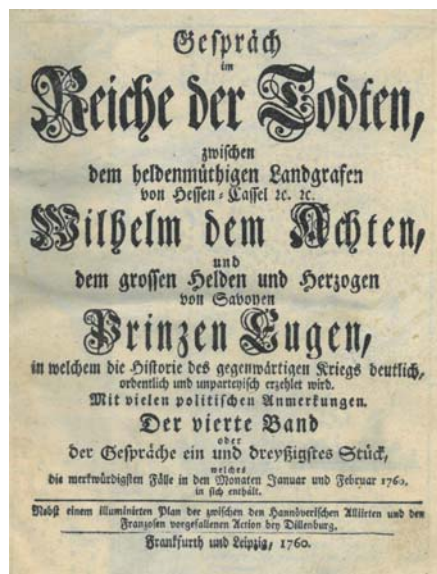 Gespräch
im
Reiche der Todten,
zwischen
dem heldenmüthigen Landgrafen
von Hessen-Cassel ꝛc. ꝛc.
Wilhelm dem Achten,
und
dem grossen Helden und Herzogen
von Savoyen
Prinzen Eugen,
in welchem die Historie des gegenwärtigen Kriegs deutlich,
ordentlich und unparteyisch erzehlet wird.
Mit vielen politischen Anmerkungen.
Der vierte Band
oder
der Gespräche ein und dreyßigstes Stück,
welches
die merkwürdigsten Fälle in den Monaten Januar und Februar 1760.
in sich enthält.
Nebst einem illuminirten Plan der zwischen den Hannöverischen Alliirten und den
Franzosen vorgefallenen Action bey Dillenburg.
Frankfurth und Leipzig, 1760.